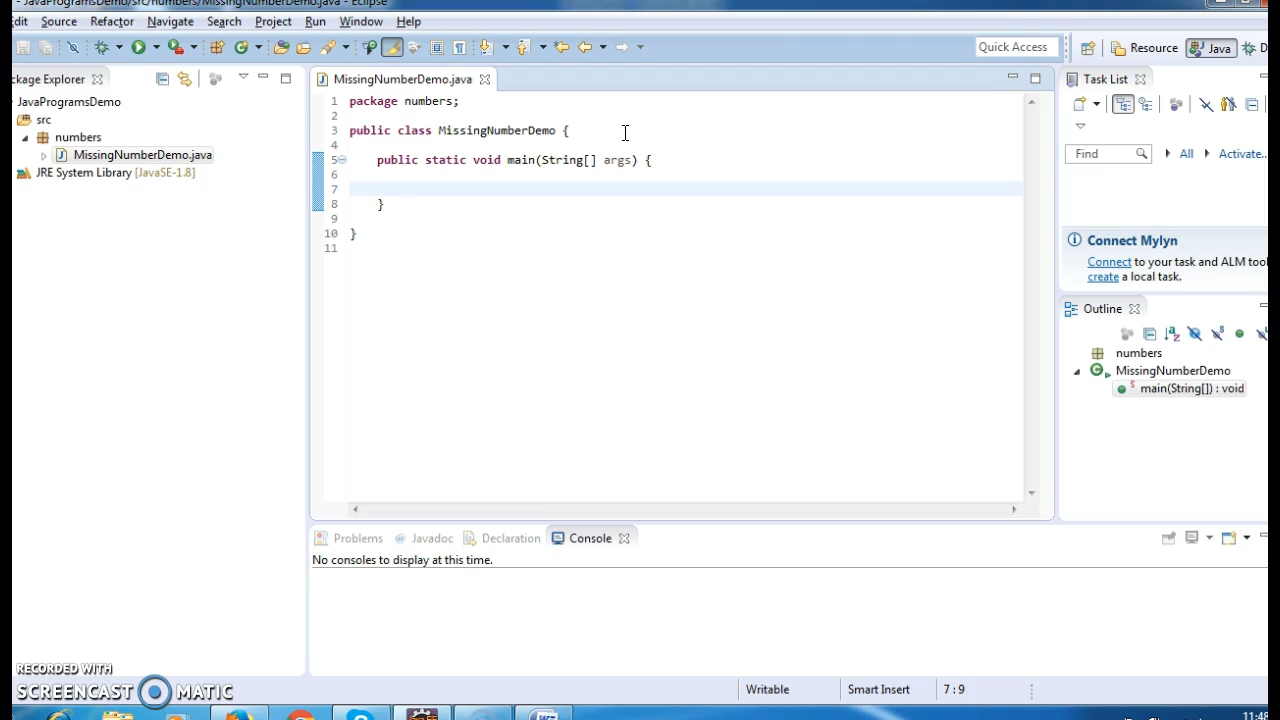 JavaProgramsDemo/src/numbers/MissingNumberDemo.java - Eclipse
dit Source Refactor Navigate Search Project Run Window Help
Quick Access
Resource
Java
D
ckage Explorer
JavaProgramsDemo
src
numbers
MissingNumberDemo.java
JRE System Library [JavaSE-1.8]
MissingNumberDemo.java
1 package numbers;
2
3 public class MissingNumberDemo {
4
5 public static void main(String[] args) {
6
7
8 }
9
10 }
11
Task List
Find
All
Activate...
Connect Mylyn
Connect to your task and ALM tool
create a local task.
Outline
numbers
MissingNumberDemo
S main(String[]) : void
Problems @ Javadoc Declaration Console
No consoles to display at this time.
RECORDED WITH
SCREENCAST MATIC
Writable
Smart Insert
7 : 9
11:48